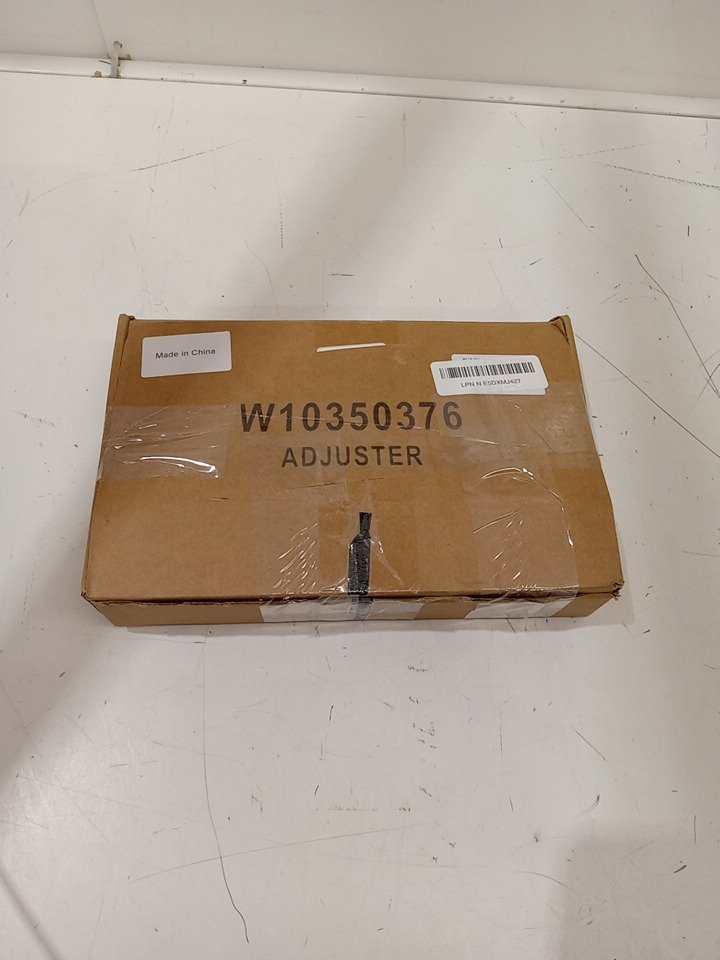 Made in China
LPN N E5DXMJ427
W10350376
ADJUSTER